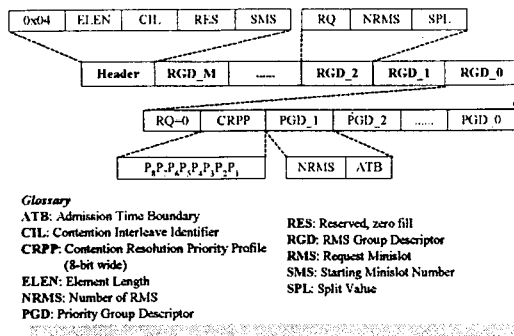 0x04 ELEN CIL RES SMS RQ NRMS SPL
Header RGD_M ...... RGD_2 RGD_1 RGD_0
RQ=0 CRPP PGD_1 PGD_2 ...... PGD_0
P8P7P6P5P4P3P2P1 NRMS ATB
Glossary
ATB: Admission Time Boundary
CIL: Contention Interleave Identifier
CRPP: Contention Resolution Priority Profile
(8-bit wide)
ELEN: Element Length
NRMS: Number of RMS
PGD: Priority Group Descriptor
RES: Reserved, zero fill
RGD: RMS Group Descriptor
RMS: Request Minislot
SMS: Starting Minislot Number
SPL: Split Value